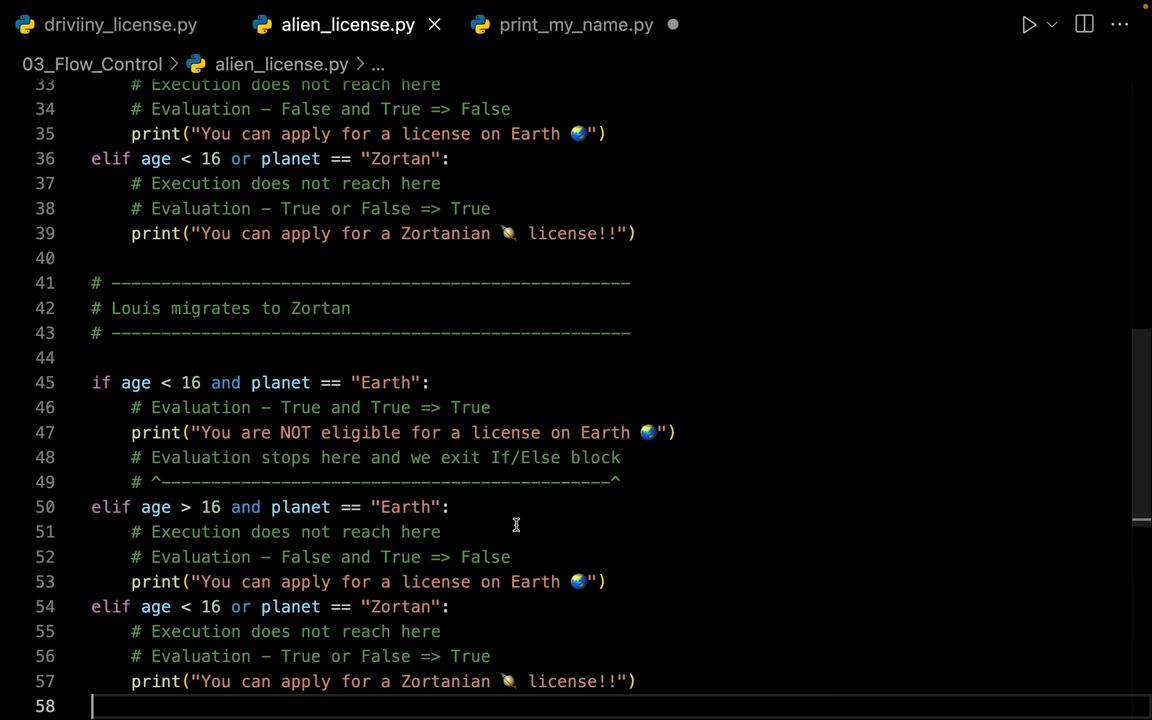 driviiny_license.py alien_license.py print_my_name.py
03_Flow_Control > alien_license.py > ...
33 # Execution does not reach here
34 # Evaluation – False and True => False
35 print("You can apply for a license on Earth 🌏")
36 elif age < 16 or planet == "Zortan":
37 # Execution does not reach here
38 # Evaluation – True or False => True
39 print("You can apply for a Zortanian 🪐 license!!")
40
41 # ––––––––––––––––––––––––––––––––––––––––––––––––––––
42 # Louis migrates to Zortan
43 # ––––––––––––––––––––––––––––––––––––––––––––––––––––
44
45 if age < 16 and planet == "Earth":
46 # Evaluation – True and True => True
47 print("You are NOT eligible for a license on Earth 🌏")
48 # Evaluation stops here and we exit If/Else block
49 # ^–––––––––––––––––––––––––––––––––––––––––––––^
50 elif age > 16 and planet == "Earth":
51 # Execution does not reach here
52 # Evaluation – False and True => False
53 print("You can apply for a license on Earth 🌏")
54 elif age < 16 or planet == "Zortan":
55 # Execution does not reach here
56 # Evaluation – True or False => True
57 print("You can apply for a Zortanian 🪐 license!!")
58